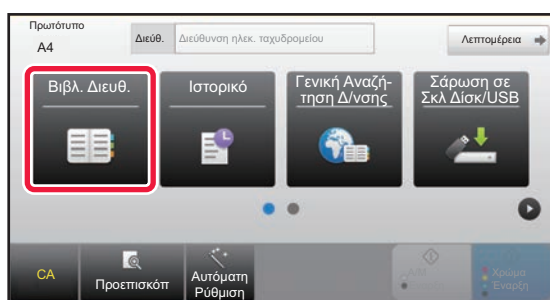 Πρωτότυπο
A4
Διεύθ.
Διεύθυνση ηλεκ. ταχυδρομείου
Λεπτομέρεια
Βιβλ. Διευθ.
Ιστορικό
Γενική Αναζή-
τηση Δ/νσης
Σάρωση σε
Σκλ Δίσκ/USB
CA
Προεπισκόπ
Αυτόματη
Ρύθμιση
Χρώμα
Έναρξη